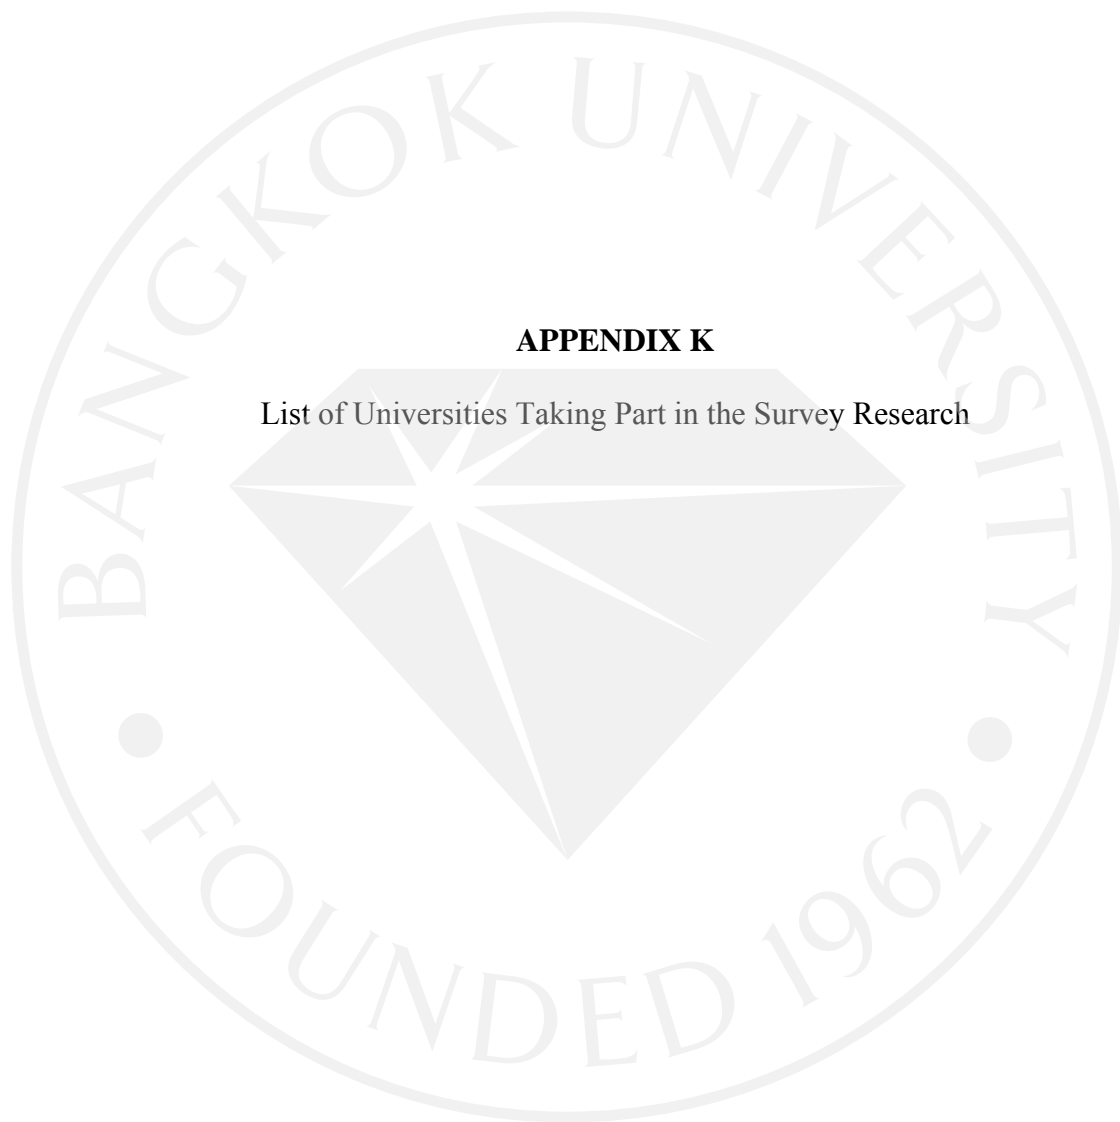 BANGKOK UNIVERSITY
APPENDIX K
List of Universities Taking Part in the Survey Research
FOUNDED 1962